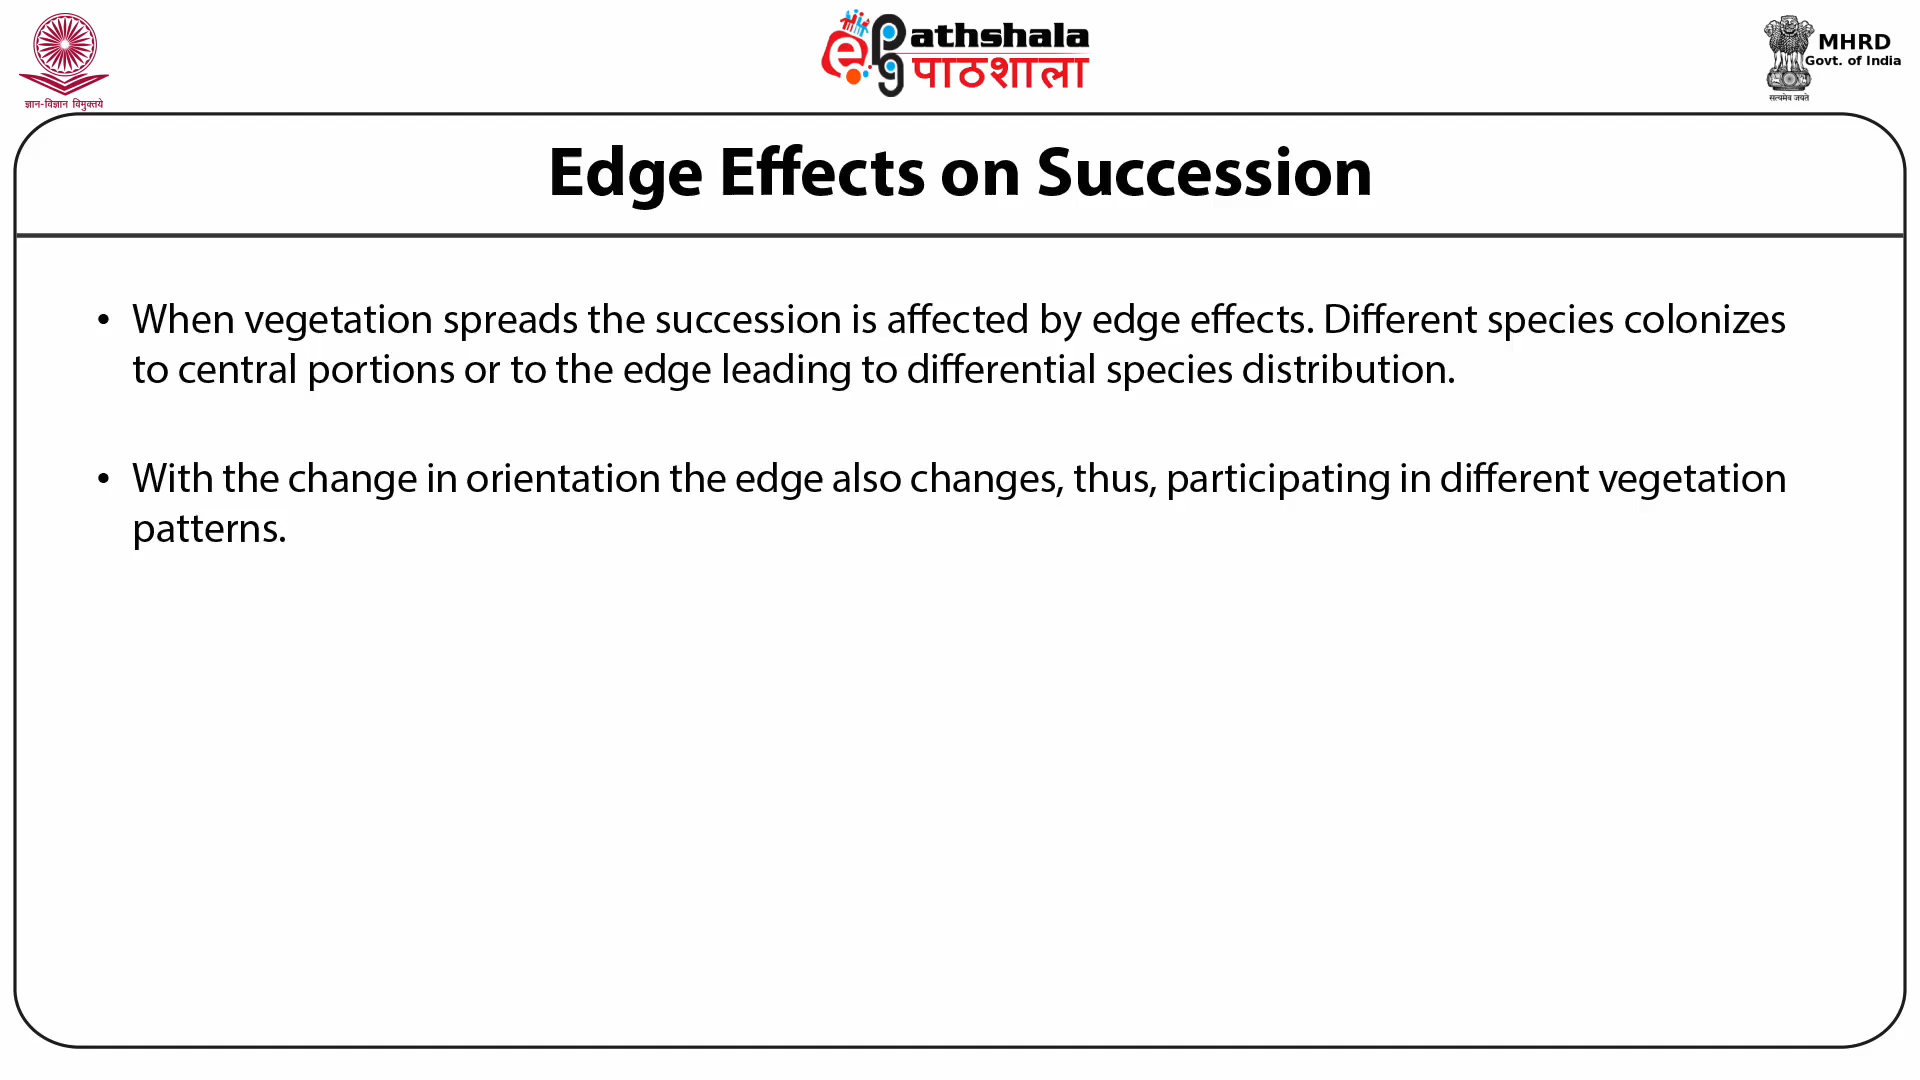 ज्ञान-विज्ञान विमुक्तये
ePathshala
पाठशाला
MHRD
Govt. of India
सत्यमेव जयते
Edge Effects on Succession
• When vegetation spreads the succession is affected by edge effects. Different species colonizes
to central portions or to the edge leading to differential species distribution.
• With the change in orientation the edge also changes, thus, participating in different vegetation
patterns.